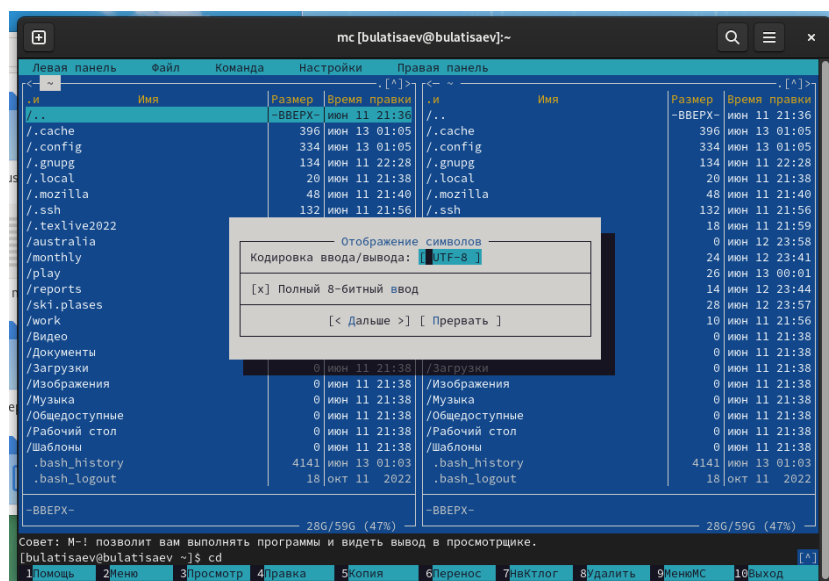 mc [bulatisaev@bulatisaev]:~
Левая панель Файл Команда Настройки Правая панель
<— ~ .[^]> <— ~ .[^]>
.и Имя Размер Время правки .и Имя Размер Время правки
/.. -ВВЕРХ- июн 11 21:36 /.. -ВВЕРХ- июн 11 21:36
/.cache 396 июн 13 01:05 /.cache 396 июн 13 01:05
/.config 334 июн 13 01:05 /.config 334 июн 13 01:05
/.gnupg 134 июн 11 22:28 /.gnupg 134 июн 11 22:28
/.local 20 июн 11 21:38 /.local 20 июн 11 21:38
/.mozilla 48 июн 11 21:40 /.mozilla 48 июн 11 21:40
/.ssh 132 июн 11 21:56 /.ssh 132 июн 11 21:56
/.texlive2022 18 июн 11 21:59
/australia 0 июн 12 23:58
/monthly 24 июн 12 23:41
/play 26 июн 13 00:01
/reports 14 июн 12 23:44
/ski.plases 28 июн 12 23:57
/work 10 июн 11 21:56
/Видео 0 июн 11 21:38
/Документы 0 июн 11 21:38
Отображение символов
Кодировка ввода/вывода: [ UTF-8 ]
[x] Полный 8-битный ввод
[< Дальше >] [ Прервать ]
/Загрузки 0 июн 11 21:38 /Загрузки 0 июн 11 21:38
/Изображения 0 июн 11 21:38 /Изображения 0 июн 11 21:38
/Музыка 0 июн 11 21:38 /Музыка 0 июн 11 21:38
/Общедоступные 0 июн 11 21:38 /Общедоступные 0 июн 11 21:38
/Рабочий стол 0 июн 11 21:38 /Рабочий стол 0 июн 11 21:38
/Шаблоны 0 июн 11 21:38 /Шаблоны 0 июн 11 21:38
.bash_history 4141 июн 13 01:03 .bash_history 4141 июн 13 01:03
.bash_logout 18 окт 11 2022 .bash_logout 18 окт 11 2022
-ВВЕРХ- -ВВЕРХ-
28G/59G (47%) 28G/59G (47%)
Совет: M-! позволит вам выполнять программы и видеть вывод в просмотрщике.
[bulatisaev@bulatisaev ~]$ cd [^]
1Помощь 2Меню 3Просмотр 4Правка 5Копия 6Перенос 7НвКтлог 8Удалить 9МенюМС 10Выход